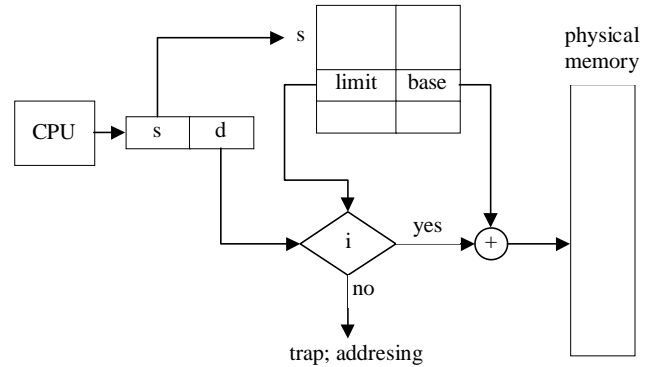 s
physical
memory
limit base
CPU
s d
yes
i
+
no
trap; addresing